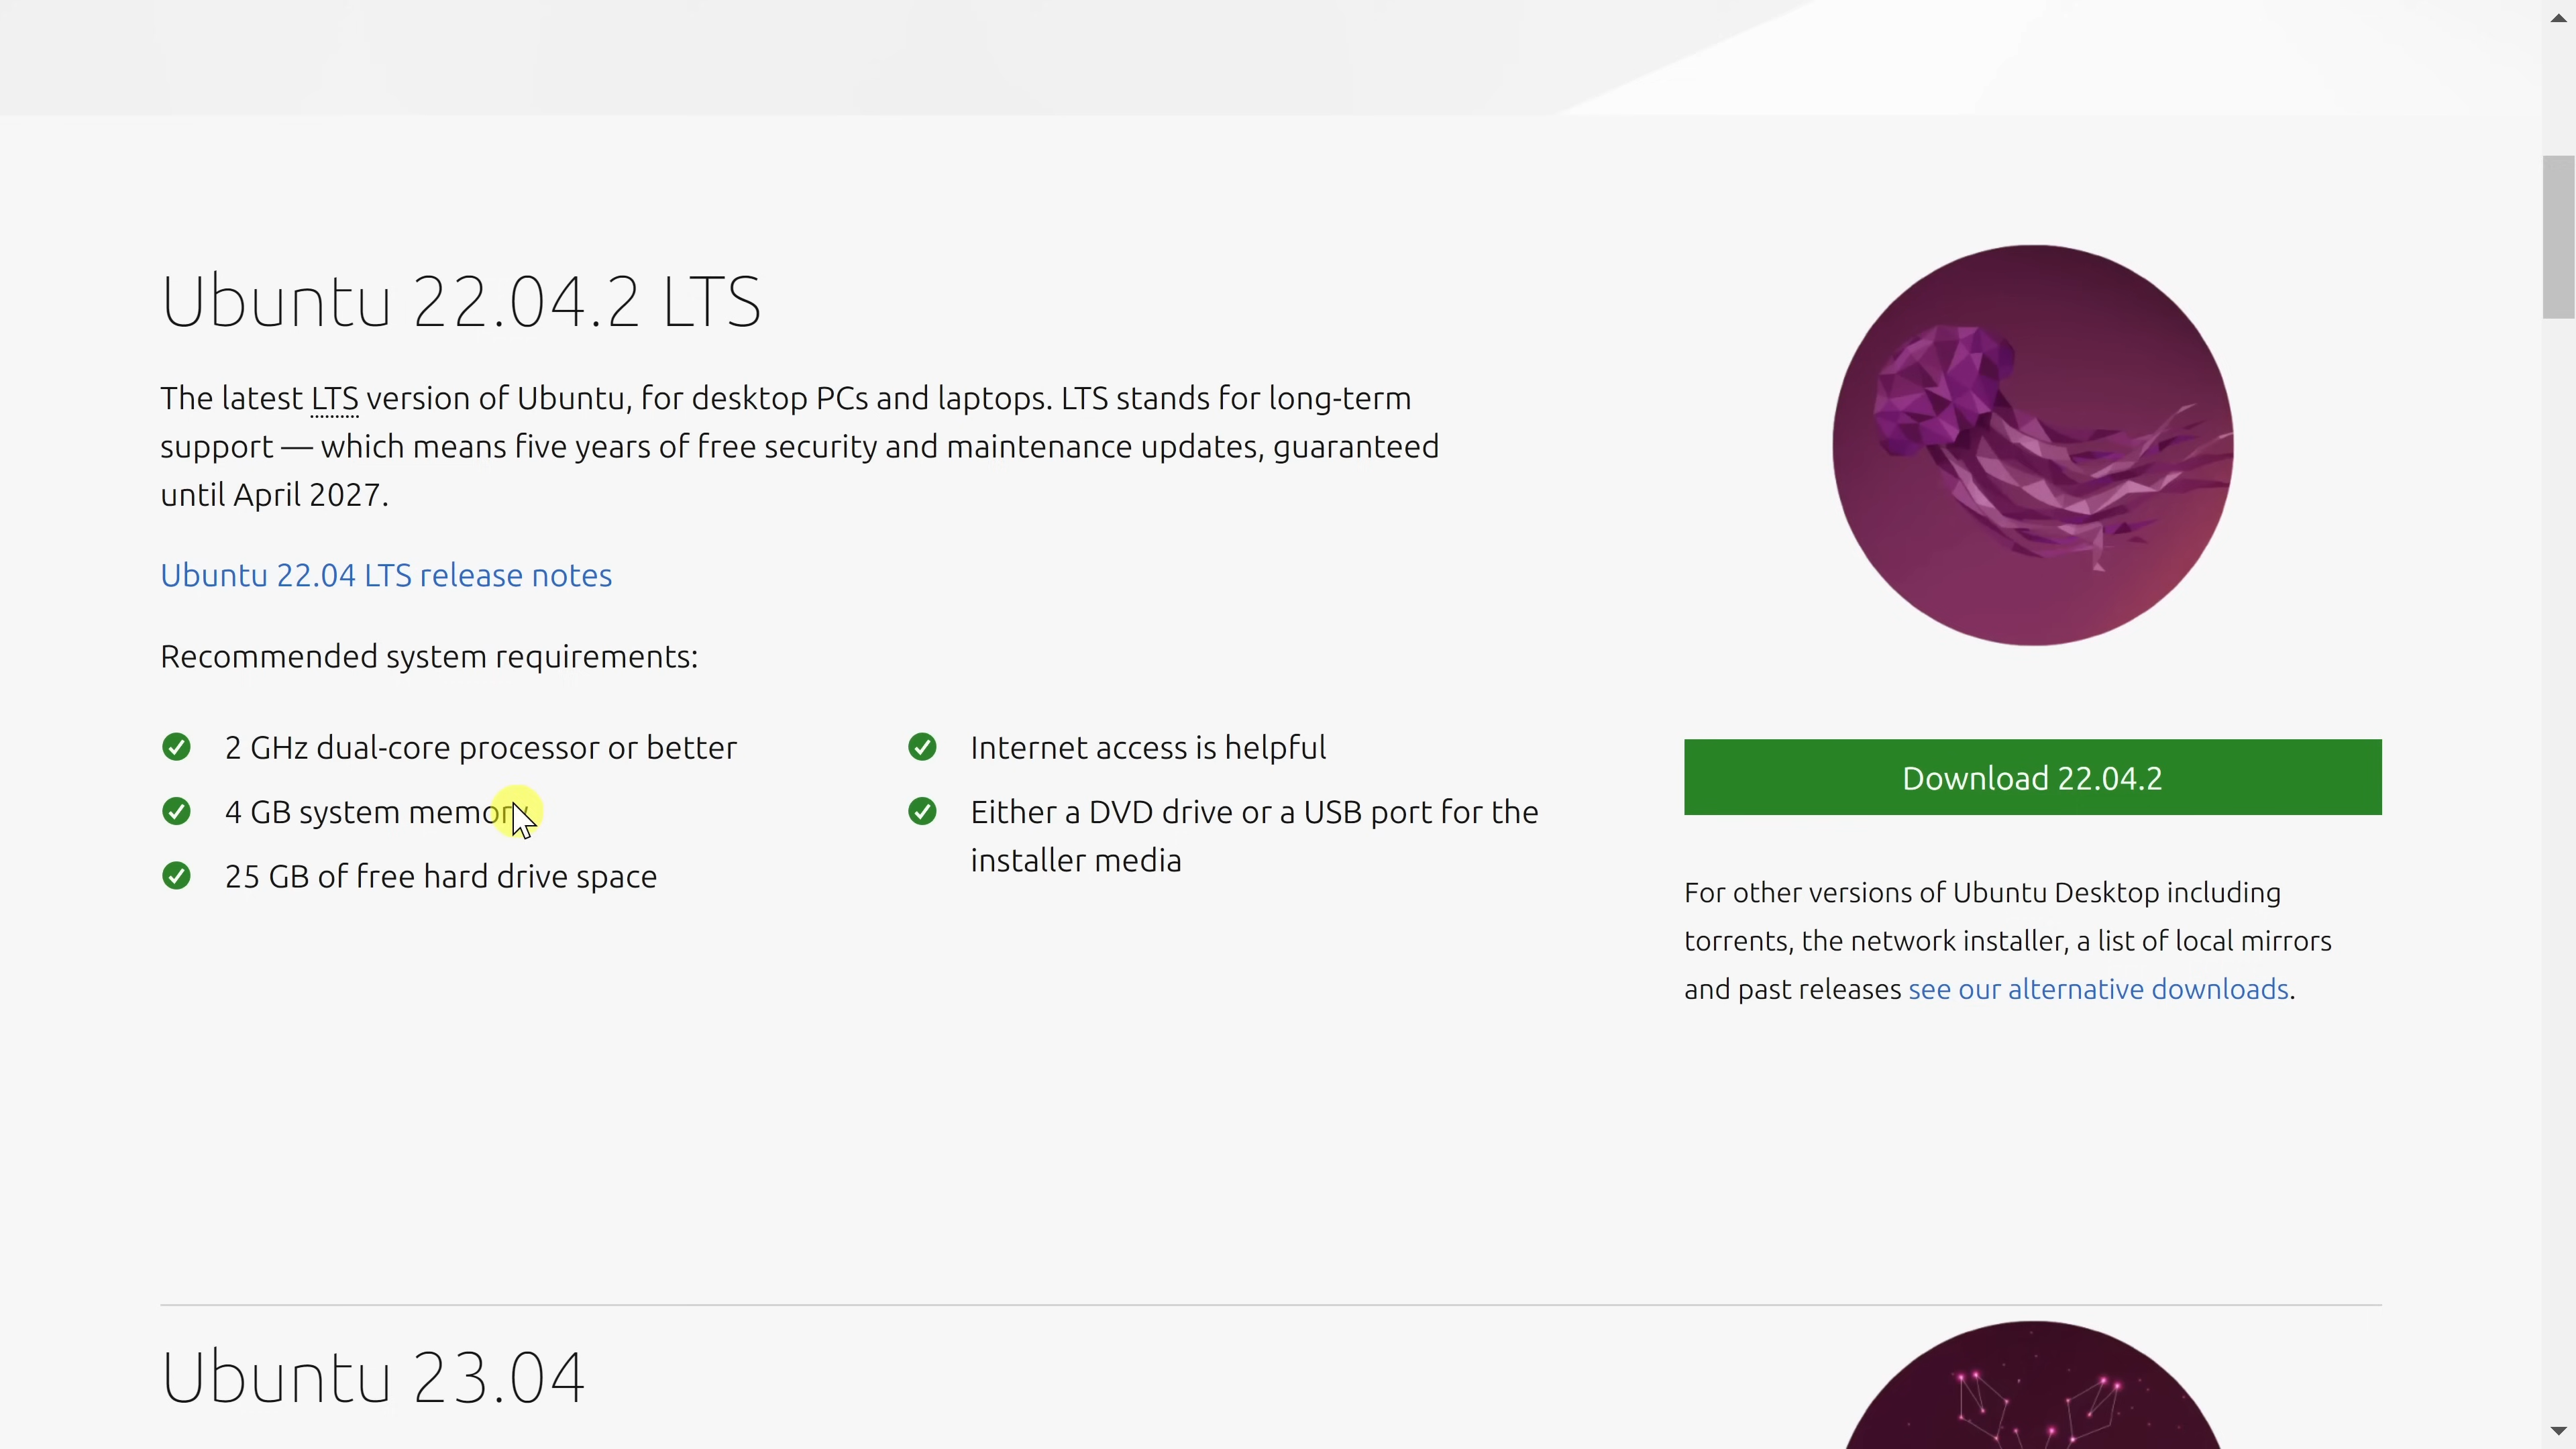 Ubuntu 22.04.2 LTS
The latest LTS version of Ubuntu, for desktop PCs and laptops. LTS stands for long-term
support — which means five years of free security and maintenance updates, guaranteed
until April 2027.
Ubuntu 22.04 LTS release notes
Recommended system requirements:
2 GHz dual-core processor or better
4 GB system memory
25 GB of free hard drive space
Internet access is helpful
Either a DVD drive or a USB port for the
installer media
Download 22.04.2
For other versions of Ubuntu Desktop including
torrents, the network installer, a list of local mirrors
and past releases see our alternative downloads.
Ubuntu 23.04